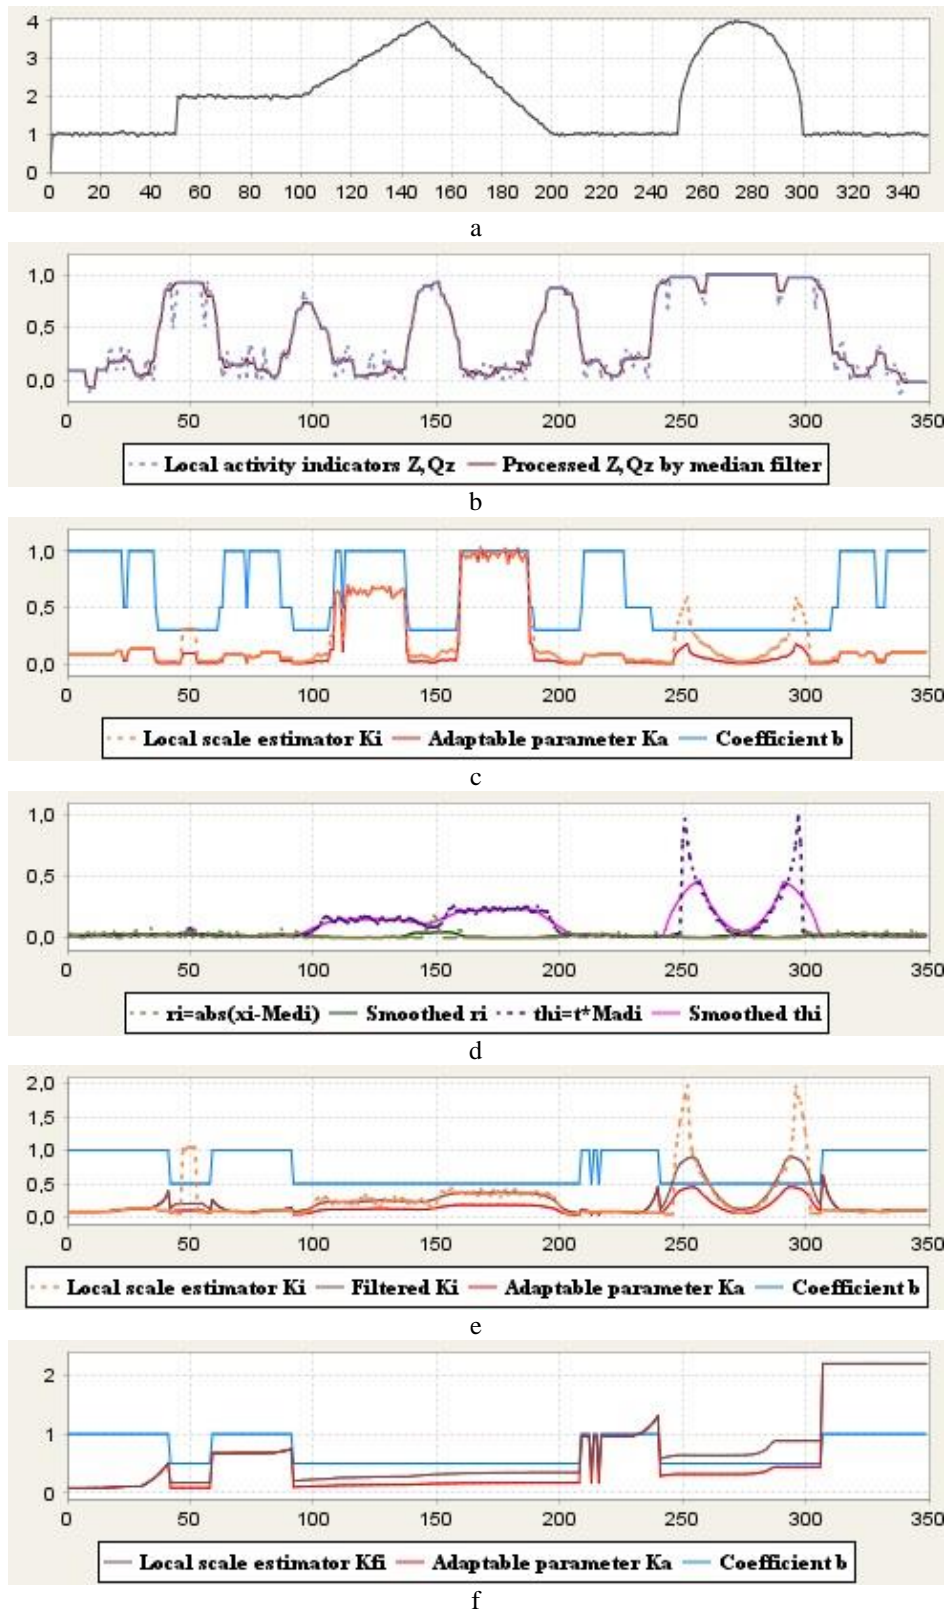 4
3
2
1
0
0 20 40 60 80 100 120 140 160 180 200 220 240 260 280 300 320 340
a
1,0
0,5
0,0
0 50 100 150 200 250 300 350
Local activity indicators Z,Qz Processed Z,Qz by median filter
b
1,0
0,5
0,0
0 50 100 150 200 250 300 350
Local scale estimator Ki Adaptable parameter Ka Coefficient b
c
1,0
0,5
0,0
0 50 100 150 200 250 300 350
ri=abs(xi-Medi) Smoothed ri thi=t*Madi Smoothed thi
d
2,0
1,5
1,0
0,5
0,0
0 50 100 150 200 250 300 350
Local scale estimator Ki Filtered Ki Adaptable parameter Ka Coefficient b
e
2
1
0
0 50 100 150 200 250 300 350
Local scale estimator Kfi Adaptable parameter Ka Coefficient b
f